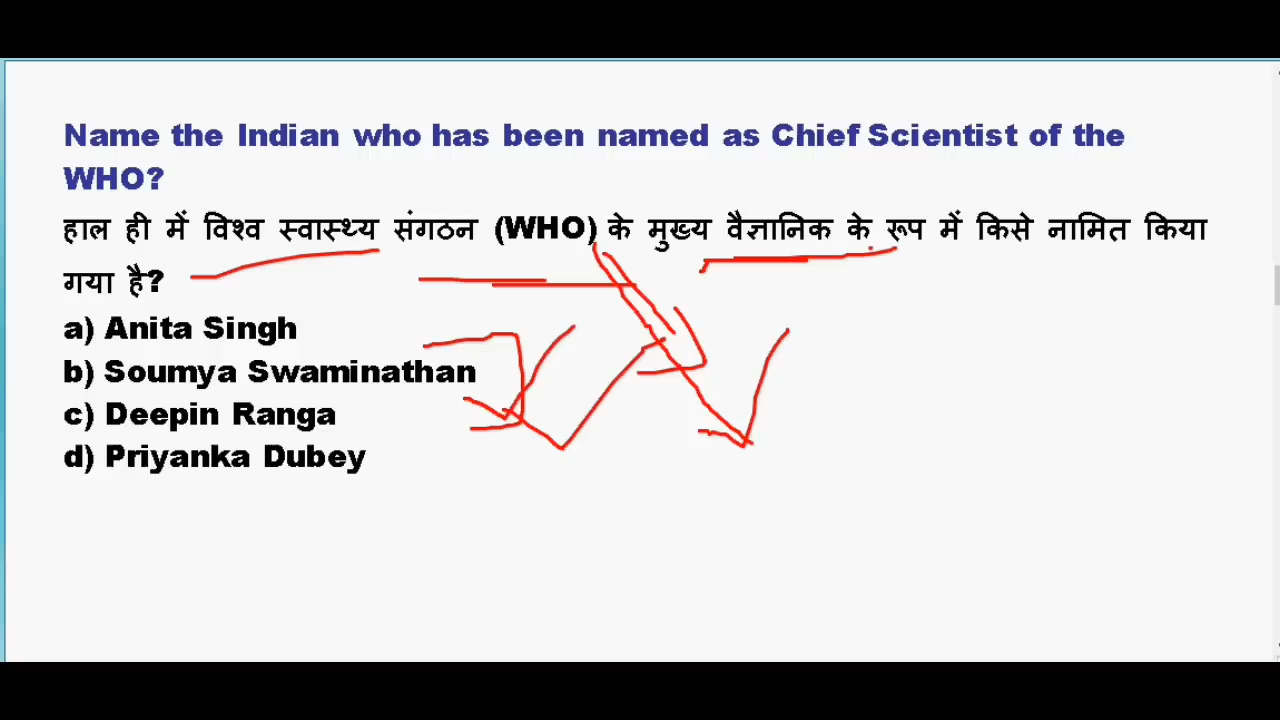 Name the Indian who has been named as Chief Scientist of the
WHO?
हाल ही में विश्व स्वास्थ्य संगठन (WHO) के मुख्य वैज्ञानिक के रूप में किसे नामित किया
गया है?
a) Anita Singh
b) Soumya Swaminathan
c) Deepin Ranga
d) Priyanka Dubey